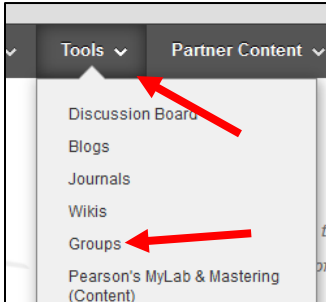 Tools
Partner Content
Discussion Board
Blogs
Journals
Wikis
Groups
Pearson's MyLab & Mastering
(Content)